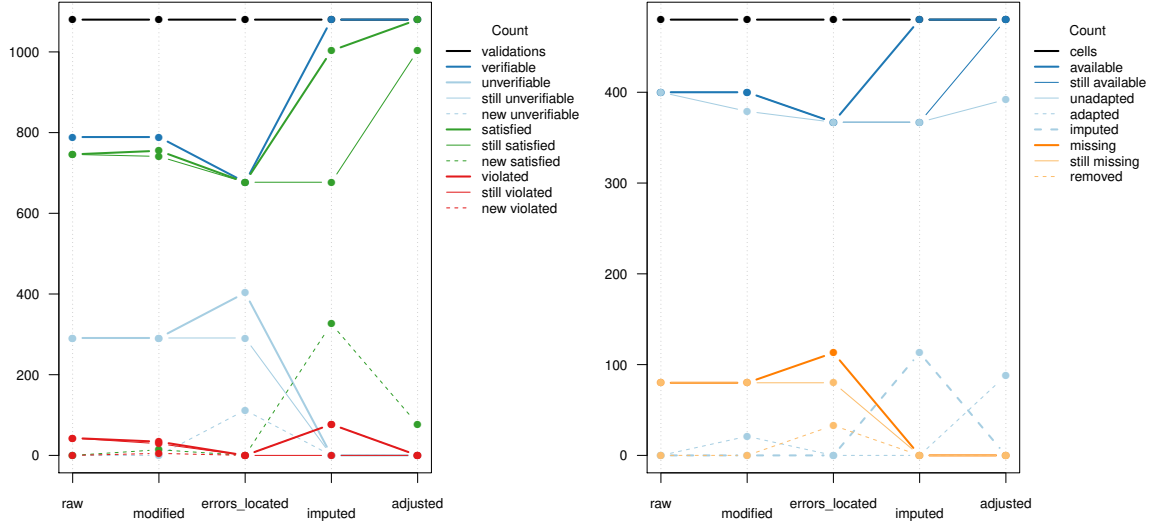 Count
validations
verifiable
unverifiable
still unverifiable
new unverifiable
satisfied
still satisfied
new satisfied
violated
still violated
new violated
1000
800
600
400
200
0
raw
modified
errors_located
imputed
adjusted
Count
cells
available
still available
unadapted
adapted
imputed
missing
still missing
removed
400
300
200
100
0
raw
modified
errors_located
imputed
adjusted